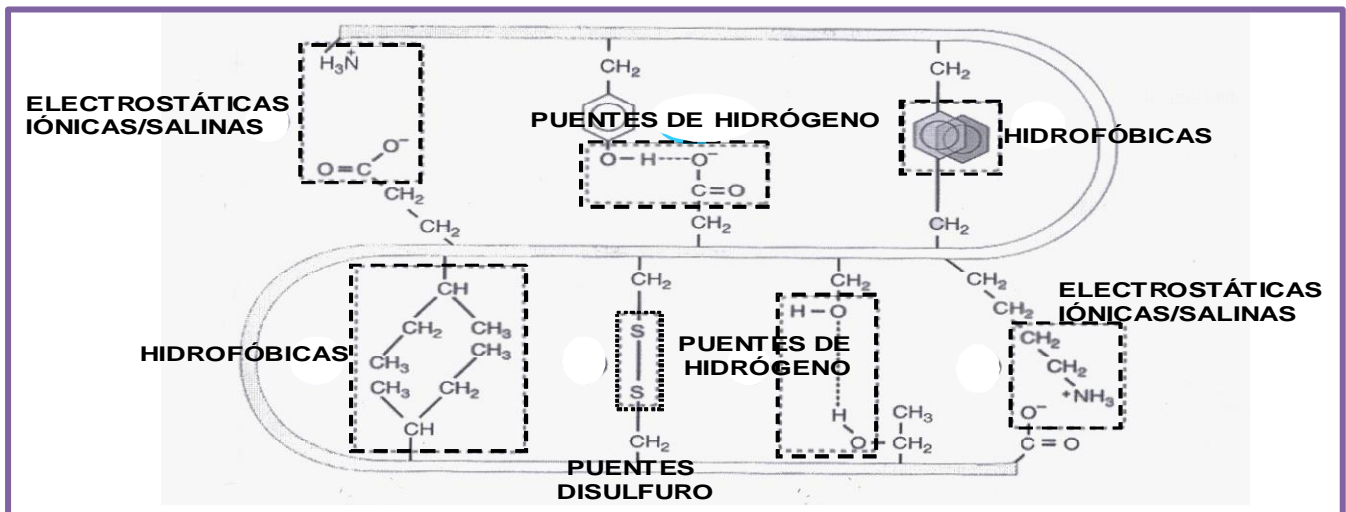 H₃N⁺
ELECTROSTÁTICAS
IÓNICAS/SALINAS
O=C
O⁻
CH₂
CH₂
CH₂
PUENTES DE HIDRÓGENO
O–H----O⁻
C=O
CH₂
CH₂
HIDROFÓBICAS
CH₂
HIDROFÓBICAS
CH
CH₂
CH₃
CH₃
CH₃
CH₃
CH₂
CH
CH₂
S
S
CH₂
PUENTES
DISULFURO
PUENTES DE
HIDRÓGENO
CH₂
H–O
H
O–CH₂
CH₃
ELECTROSTÁTICAS
IÓNICAS/SALINAS
CH₂
CH₂
CH₂
CH₂
⁺NH₃
O⁻
C=O